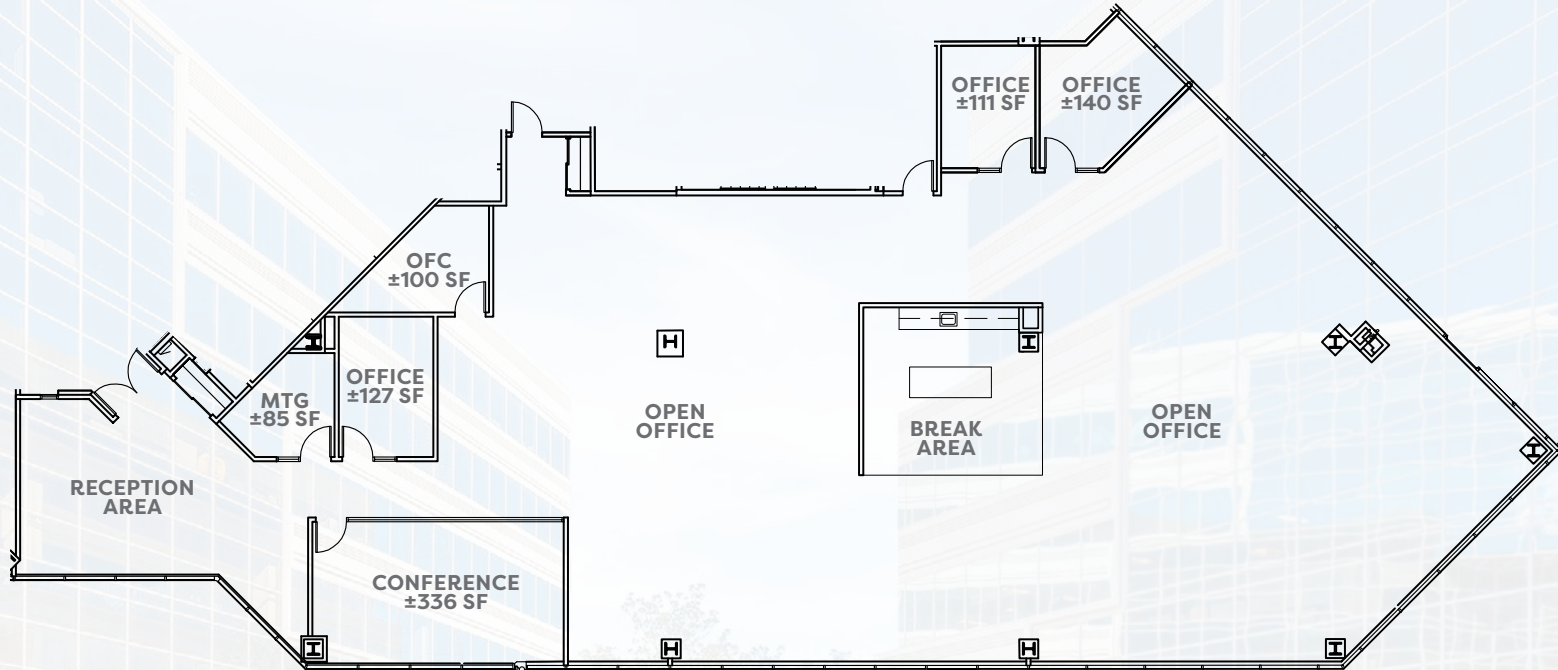 OFFICE
±111 SF
OFFICE
±140 SF
OFC
±100 SF
MTG
±85 SF
OFFICE
±127 SF
OPEN
OFFICE
BREAK
AREA
OPEN
OFFICE
RECEPTION
AREA
CONFERENCE
±336 SF